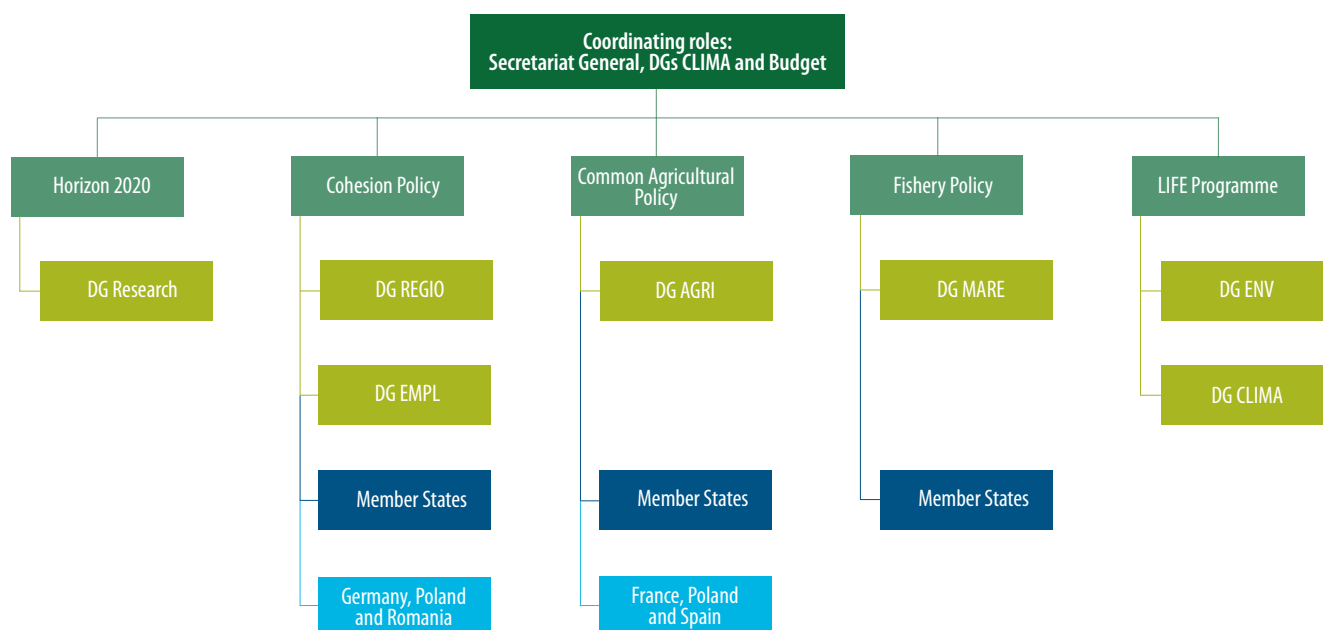 Coordinating roles:
Secretariat General, DGs CLIMA and Budget
Horizon 2020
Cohesion Policy
Common Agricultural
Policy
Fishery Policy
LIFE Programme
DG Research
DG REGIO
DG AGRI
DG MARE
DG ENV
DG EMPL
DG CLIMA
Member States
Member States
Member States
Germany, Poland
and Romania
France, Poland
and Spain